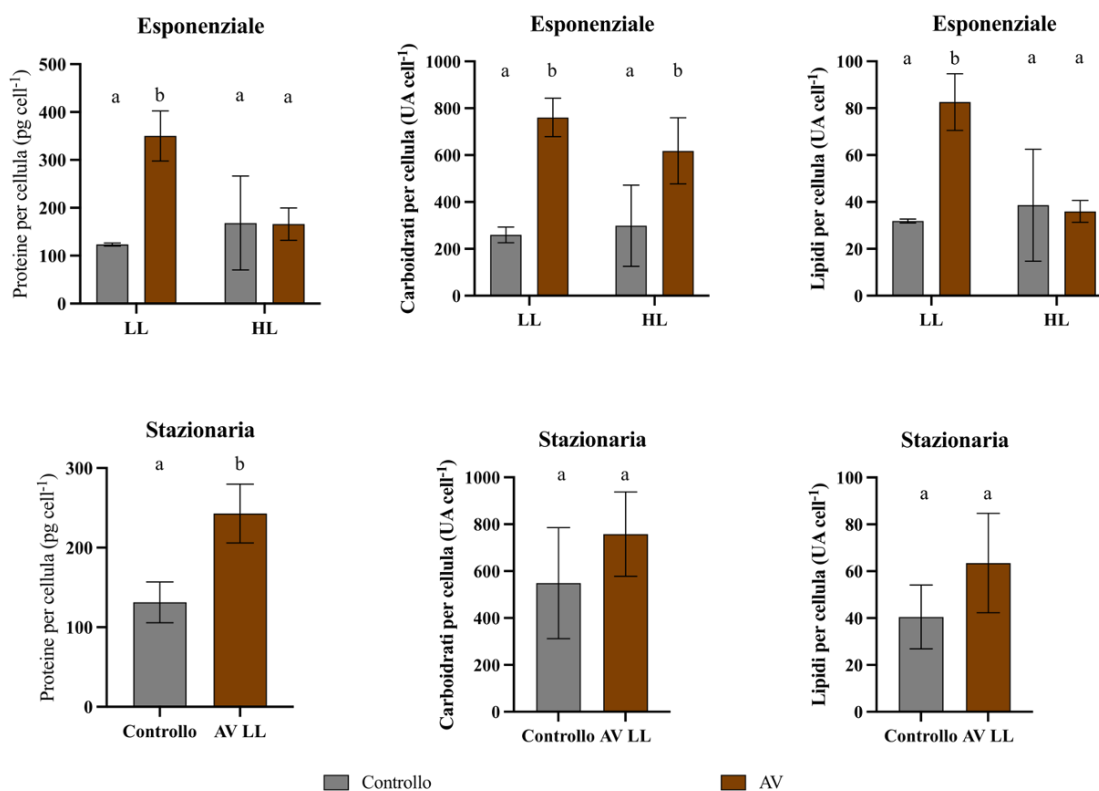 Esponenziale
Proteine per cellula (pg cell⁻¹)
500
400
300
200
100
0
a
b
a
a
LL
HL
Esponenziale
Carboidrati per cellula (UA cell⁻¹)
1000
800
600
400
200
0
a
b
a
b
LL
HL
Esponenziale
Lipidi per cellula (UA cell⁻¹)
100
80
60
40
20
0
a
b
a
a
LL
HL
Stazionaria
Proteine per cellula (pg cell⁻¹)
300
200
100
0
a
b
Controllo
AV LL
Stazionaria
Carboidrati per cellula (UA cell⁻¹)
1000
800
600
400
200
0
a
a
Controllo
AV LL
Stazionaria
Lipidi per cellula (UA cell⁻¹)
100
80
60
40
20
0
a
a
Controllo
AV LL
Controllo
AV